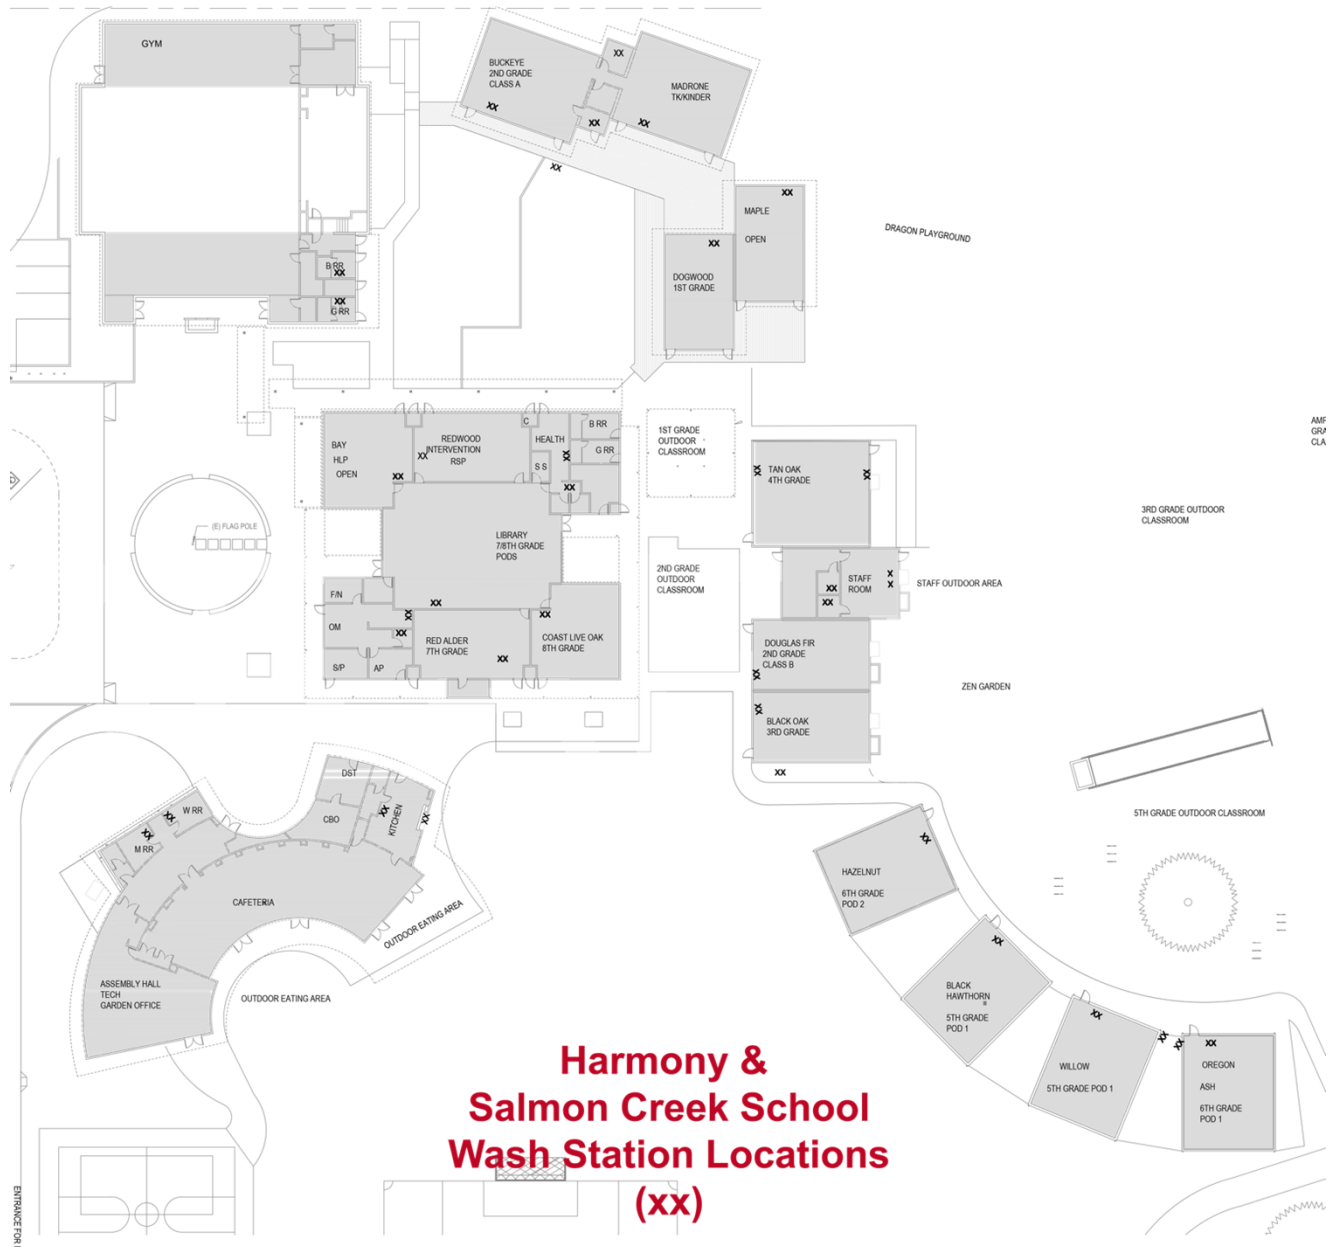 GYM
BUCKEYE
2ND GRADE
CLASS A
XX
XX
XX
MADRONE
TK/KINDER
XX
XX
XX
MAPLE
OPEN
XX
DOGWOOD
1ST GRADE
DRAGON PLAYGROUND
B RR
XX
XX
G RR
BAY
HLP
OPEN
XX
REDWOOD
INTERVENTION
RSP
XX
C
HEALTH
XX
S S
XX
B RR
G RR
1ST GRADE
OUTDOOR
CLASSROOM
XX
TAN OAK
4TH GRADE
XX
3RD GRADE OUTDOOR
CLASSROOM
(E) FLAG POLE
LIBRARY
7/8TH GRADE
PODS
XX
2ND GRADE
OUTDOOR
CLASSROOM
STAFF
ROOM
XX
XX
X
X
STAFF OUTDOOR AREA
F/N
OM
S/P
AP
XX
XX
RED ALDER
7TH GRADE
XX
XX
COAST LIVE OAK
8TH GRADE
DOUGLAS FIR
2ND GRADE
CLASS B
XX
XX
BLACK OAK
3RD GRADE
XX
ZEN GARDEN
DST
CBO
KITCHEN
XX
XX
W RR
XX
M RR
XX
CAFETERIA
OUTDOOR EATING AREA
ASSEMBLY HALL
TECH
GARDEN OFFICE
OUTDOOR EATING AREA
5TH GRADE OUTDOOR CLASSROOM
HAZELNUT
6TH GRADE
POD 2
XX
XX
BLACK
HAWTHORN
5TH GRADE
POD 1
XX
WILLOW
5TH GRADE POD 1
XX
XX
XX
OREGON
ASH
6TH GRADE
POD 1
Harmony &
Salmon Creek School
Wash Station Locations
(xx)